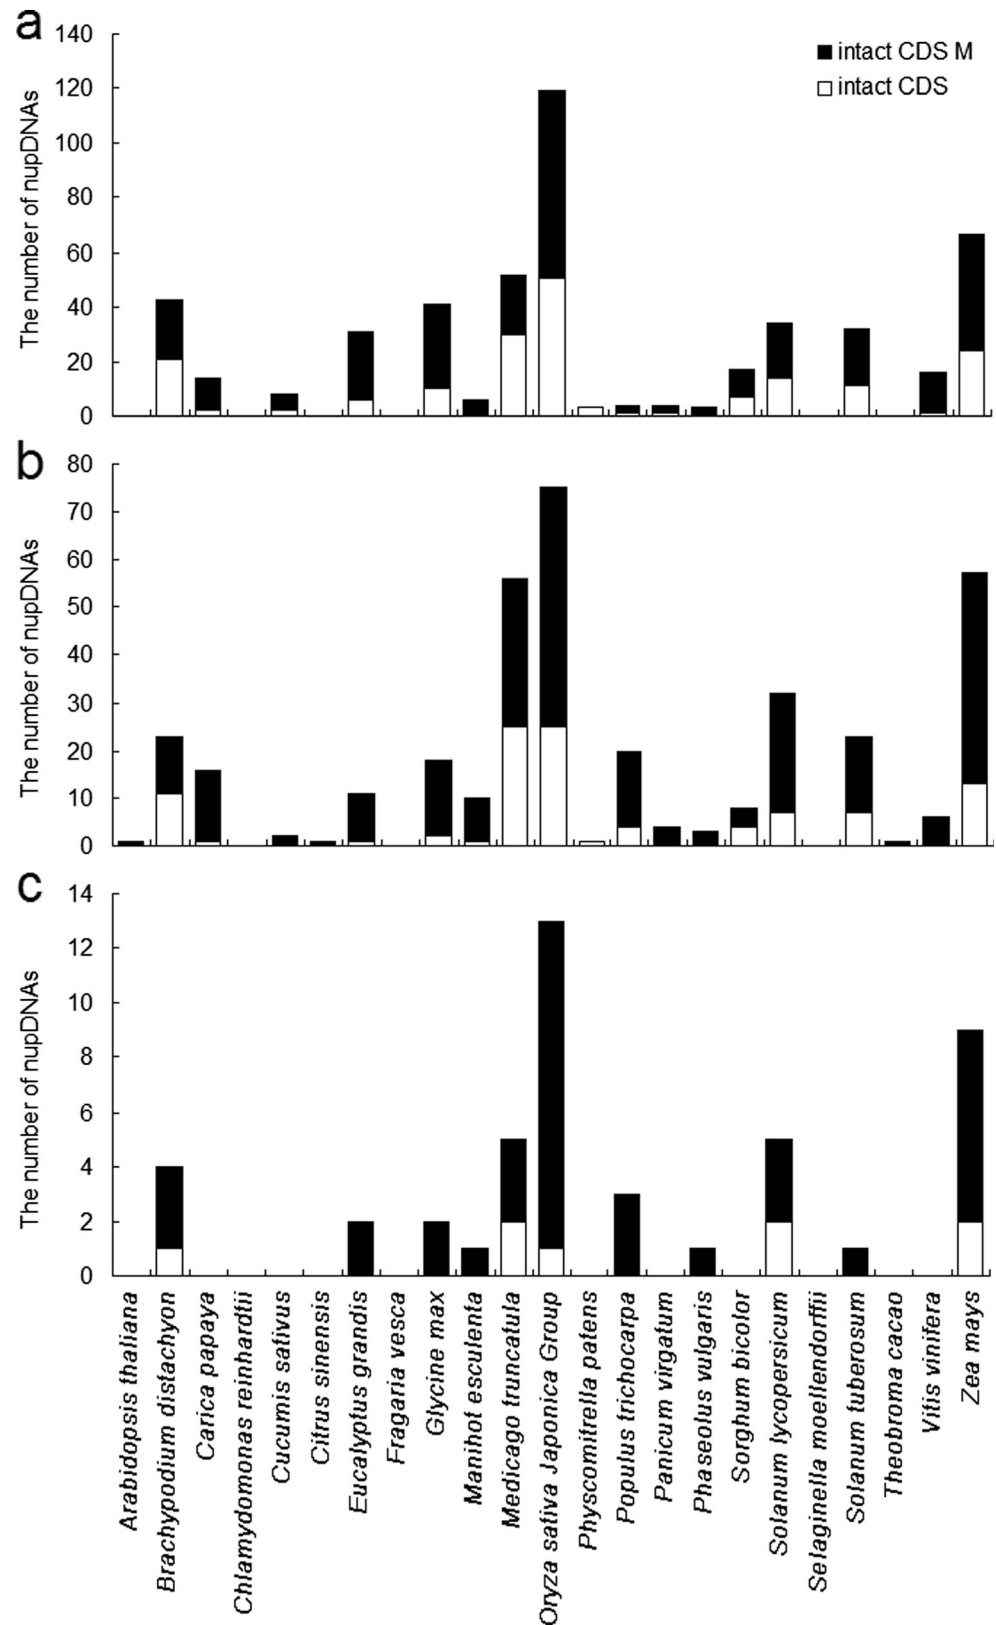 a
140
120
100
80
60
40
20
0
The number of nupDNAs
intact CDS M
intact CDS
b
80
70
60
50
40
30
20
10
0
The number of nupDNAs
c
14
12
10
8
6
4
2
0
The number of nupDNAs
Arabidopsis thaliana
Brachypodium distachyon
Carica papaya
Chlamydomonas reinhardtii
Cucumis sativus
Citrus sinensis
Eucalyptus grandis
Fragaria vesca
Glycine max
Manihot esculenta
Medicago truncatula
Oryza sativa Japonica Group
Physcomitrella patens
Populus trichocarpa
Panicum virgatum
Phaseolus vulgaris
Sorghum bicolor
Solanum lycopersicum
Selaginella moellendorffii
Solanum tuberosum
Theobroma cacao
Vitis vinifera
Zea mays